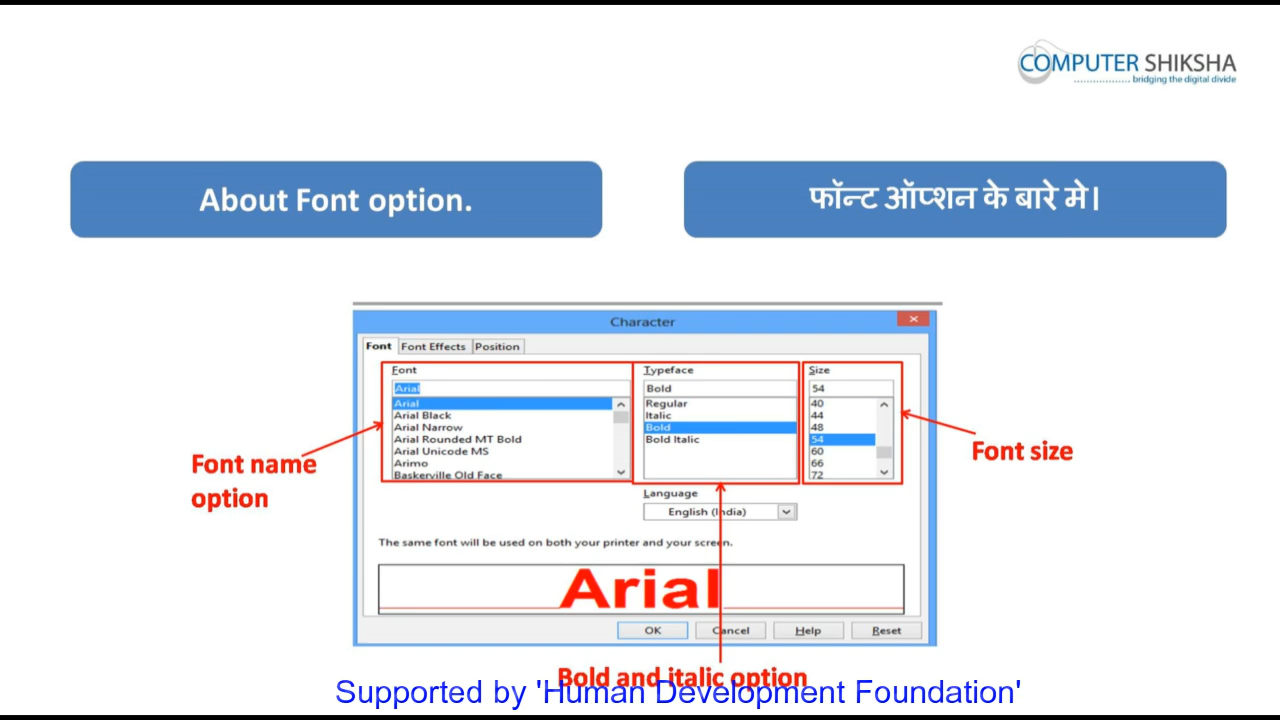 COMPUTER SHIKSHA
bridging the digital divide
About Font option.
फॉन्ट ऑप्शन के बारे मे।
Character
Font Font Effects Position
Font
Arial
Arial
Arial Black
Arial Narrow
Arial Rounded MT Bold
Arial Unicode MS
Arimo
Baskerville Old Face
Typeface
Bold
Regular
Italic
Bold
Bold Italic
Size
54
40
44
48
54
60
66
72
Font name
option
Font size
Language
English (India)
The same font will be used on both your printer and your screen.
Arial
OK Cancel Help Reset
Bold and italic option
Supported by 'Human Development Foundation'